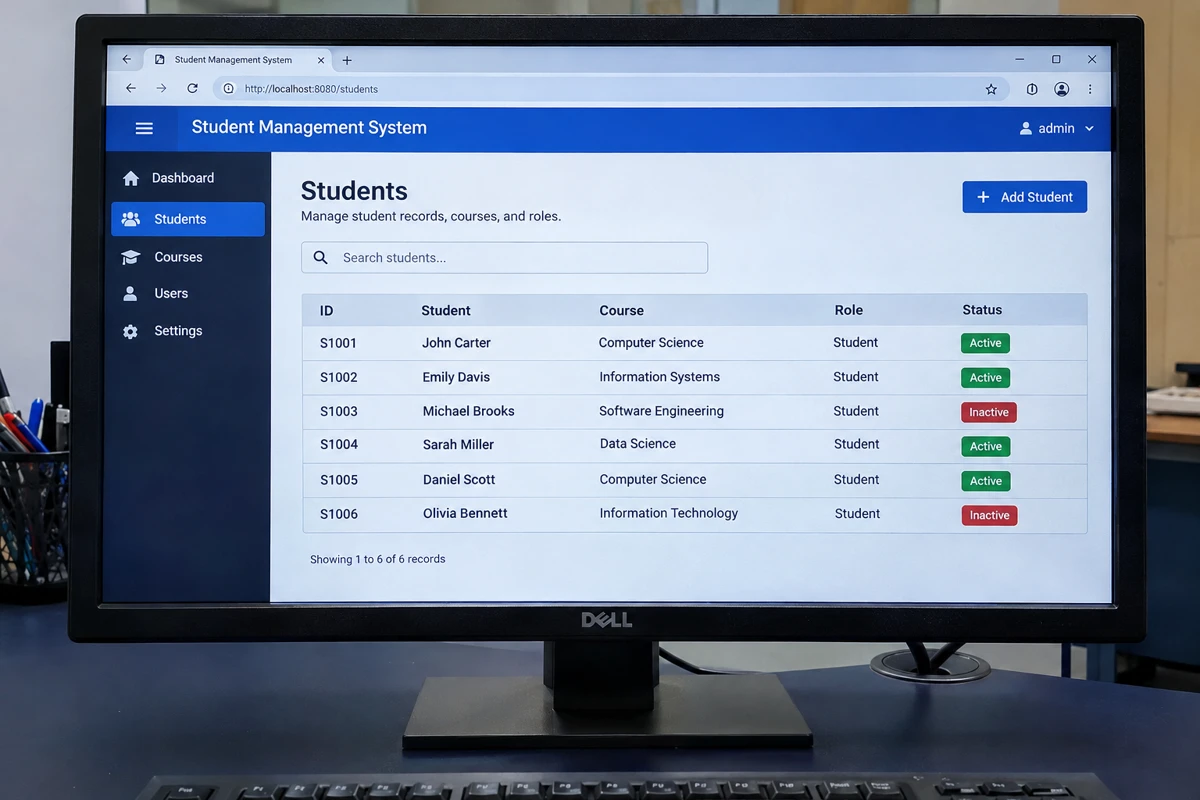 Student Management System
http://localhost:8080/students
Student Management System
admin
Dashboard
Students
Courses
Users
Settings
Students
Manage student records, courses, and roles.
+ Add Student
Search students...
ID Student Course Role Status
S1001 John Carter Computer Science Student Active
S1002 Emily Davis Information Systems Student Active
S1003 Michael Brooks Software Engineering Student Inactive
S1004 Sarah Miller Data Science Student Active
S1005 Daniel Scott Computer Science Student Active
S1006 Olivia Bennett Information Technology Student Inactive
Showing 1 to 6 of 6 records
DELL